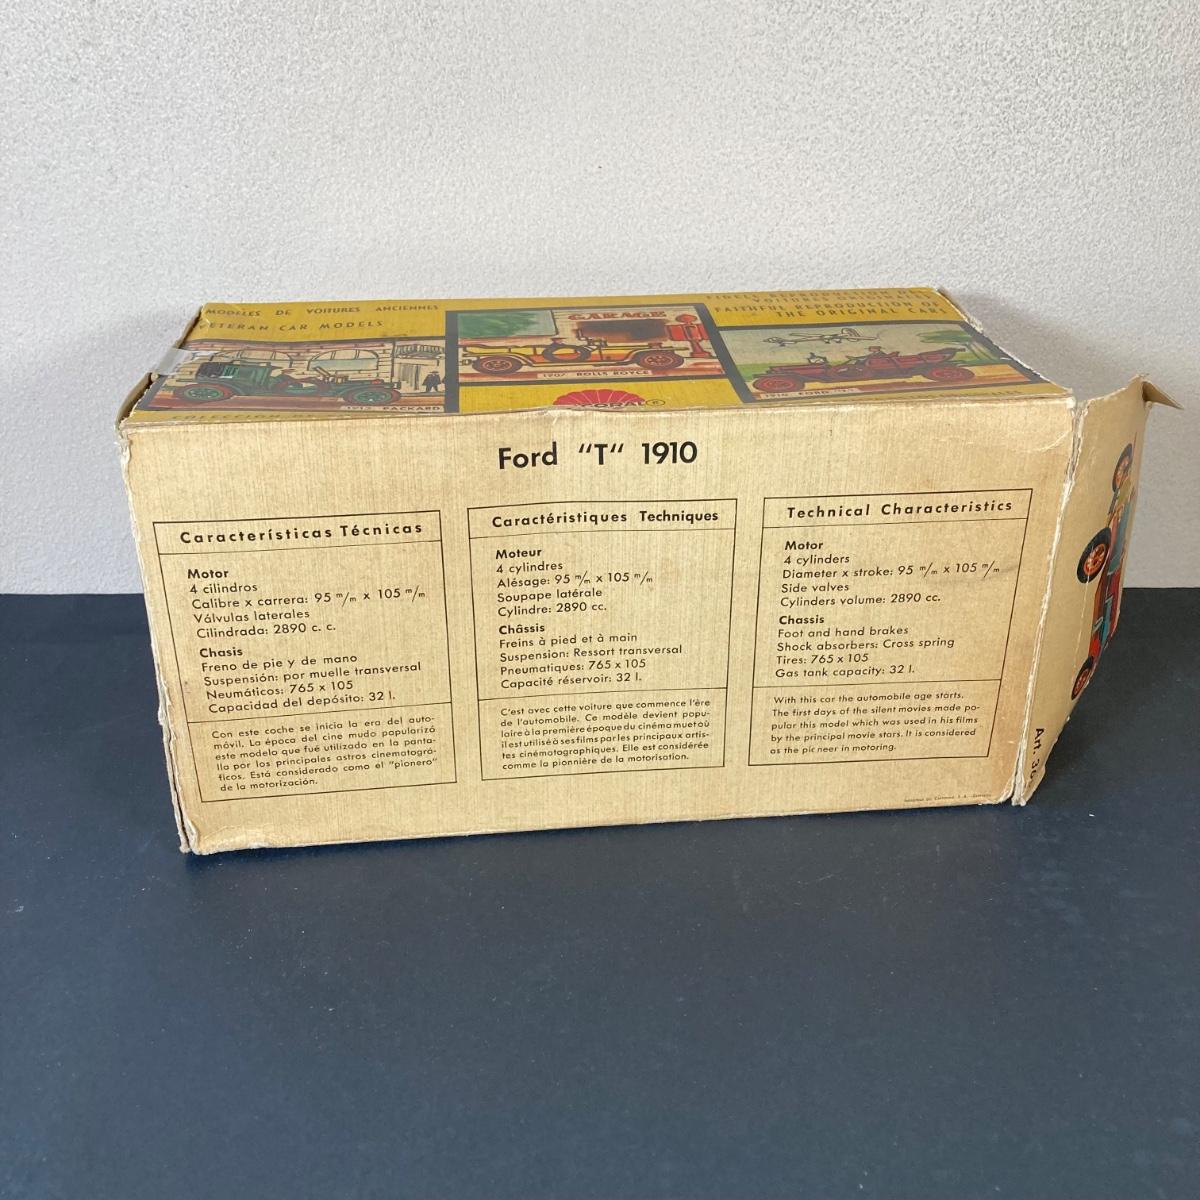 MODELES DE VOITURES ANCIENNES
VETERAN CAR MODELS
GARAGE
FAITHFUL REPRODUCTION OF
THE ORIGINAL CARS
1907 ROLLS ROYCE
1912 PACKARD
FORD
®
Ford "T" 1910
Características Técnicas
Motor
4 cilindros
Calibre x carrera: 95 m/m x 105 m/m
Válvulas laterales
Cilindrada: 2890 c. c.
Chasis
Freno de pie y de mano
Suspensión: por muelle transversal
Neumáticos: 765 x 105
Capacidad del depósito: 32 l.
Con este coche se inicia la era del auto-
móvil. La época del cine mudo popularizó
este modelo que fué utilizado en la panta-
lla por los principales astros cinematográ-
ficos. Está considerado como el "pionero"
de la motorización.
Caractéristiques Techniques
Moteur
4 cylindres
Alésage: 95 m/m x 105 m/m
Soupape latérale
Cylindre: 2890 cc.
Châssis
Freins à pied et à main
Suspension: Ressort transversal
Pneumatiques: 765 x 105
Capacité réservoir: 32 l.
C'est avec cette voiture que commence l'ère
de l'automobile. Ce modèle devient popu-
laire à la première époque du cinéma muet où
il est utilisé à ses films par les principaux artis-
tes cinématographiques. Elle est considérée
comme la pionnière de la motorisation.
Technical Characteristics
Motor
4 cylinders
Diameter x stroke: 95 m/m x 105 m/m
Side valves
Cylinders volume: 2890 cc.
Chassis
Foot and hand brakes
Shock absorbers: Cross spring
Tires: 765 x 105
Gas tank capacity: 32 l.
With this car the automobile age starts.
The first days of the silent movies made po-
pular this model which was used in his films
by the principal movie stars. It is considered
as the pic neer in motoring.
Art. 36